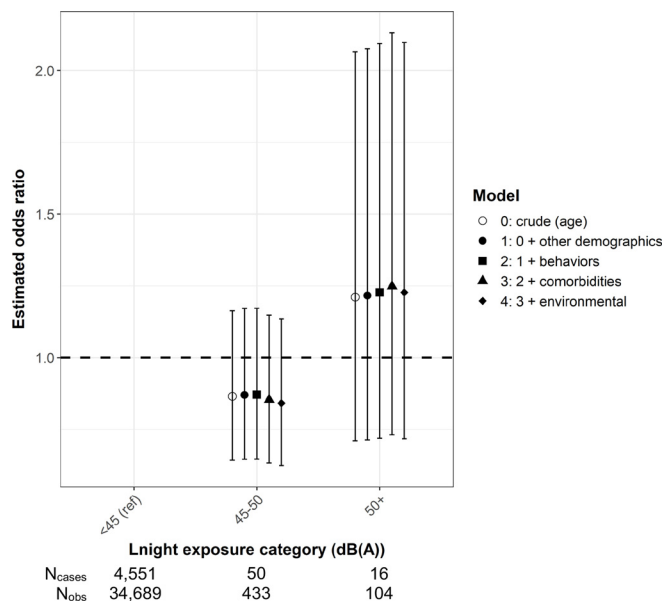 Estimated odds ratio
2.0
1.5
1.0
<45 (ref)
45-50
50+
Lnight exposure category (dB(A))
Ncases 4,551 50 16
Nobs 34,689 433 104
Model
0: crude (age)
1: 0 + other demographics
2: 1 + behaviors
3: 2 + comorbidities
4: 3 + environmental